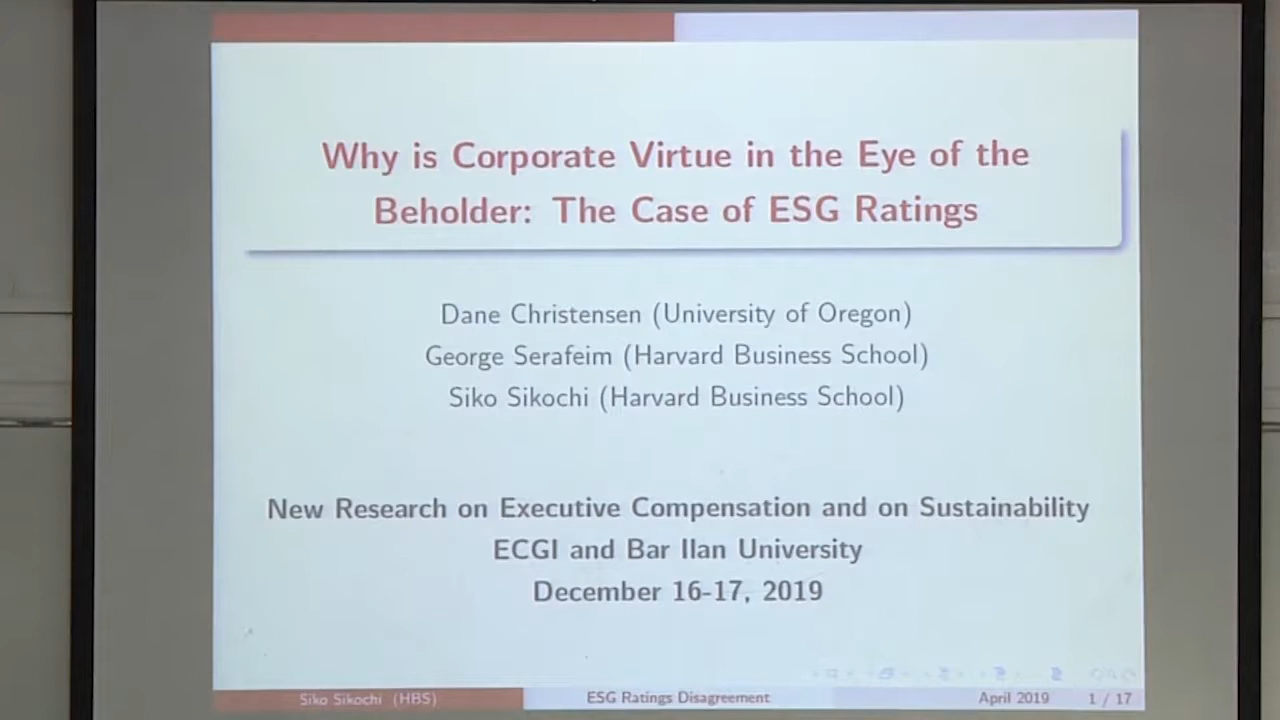 Why is Corporate Virtue in the Eye of the
Beholder: The Case of ESG Ratings
Dane Christensen (University of Oregon)
George Serafeim (Harvard Business School)
Siko Sikochi (Harvard Business School)
New Research on Executive Compensation and on Sustainability
ECGI and Bar Ilan University
December 16-17, 2019
Siko Sikochi (HBS) ESG Ratings Disagreement April 2019 1 / 17